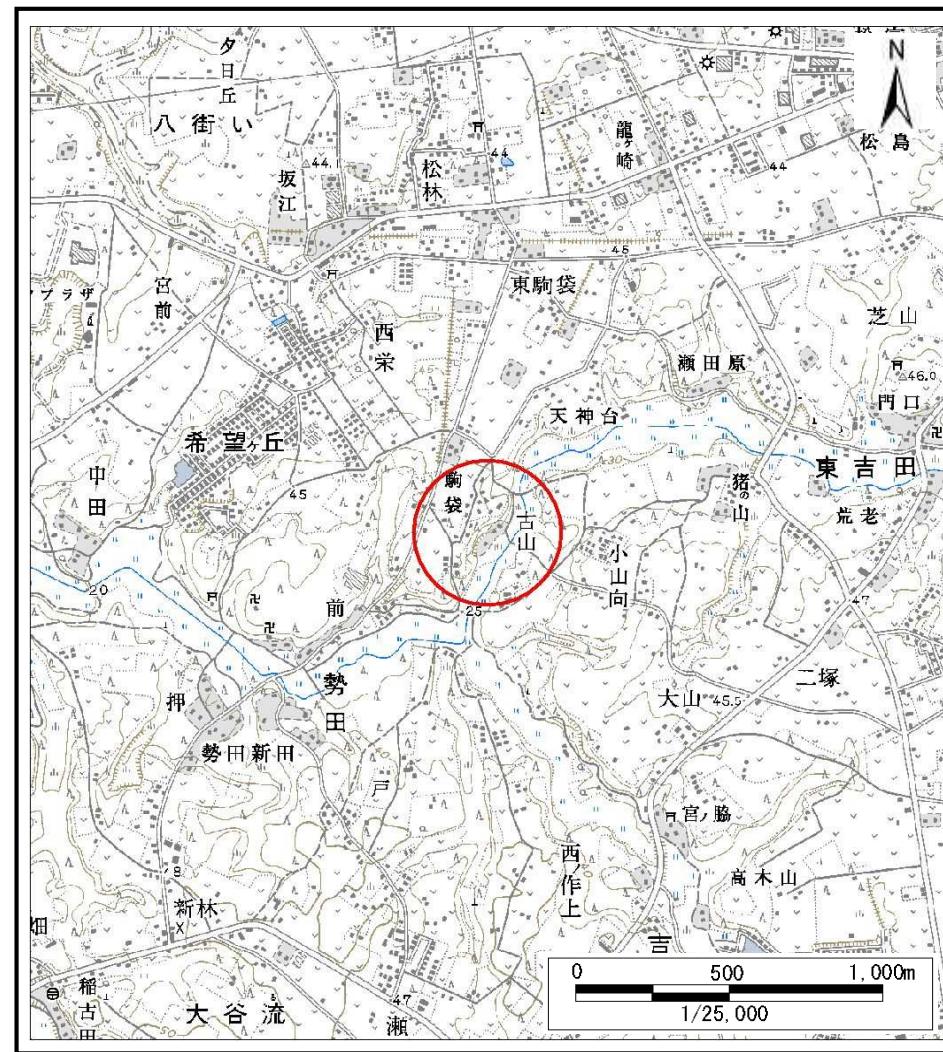 夕日丘
八街い
N
44.1
44
龍ヶ崎
松島
坂江
松林
44
45
宮前
東駒袋
芝山
西栄
瀬田原
46.0
門口
天神台
希望ヶ丘
30
東吉田
駒袋
猪の山
中田
45
荒老
古山
小山向
20
前
25
47
勢田
大山
45.5
二塚
押
勢田新田
戸
宮ノ脇
西ノ作上
高木山
8
新林
畑
吉
稲古田
大谷流
47
瀬
0 500 1,000m
1/25,000